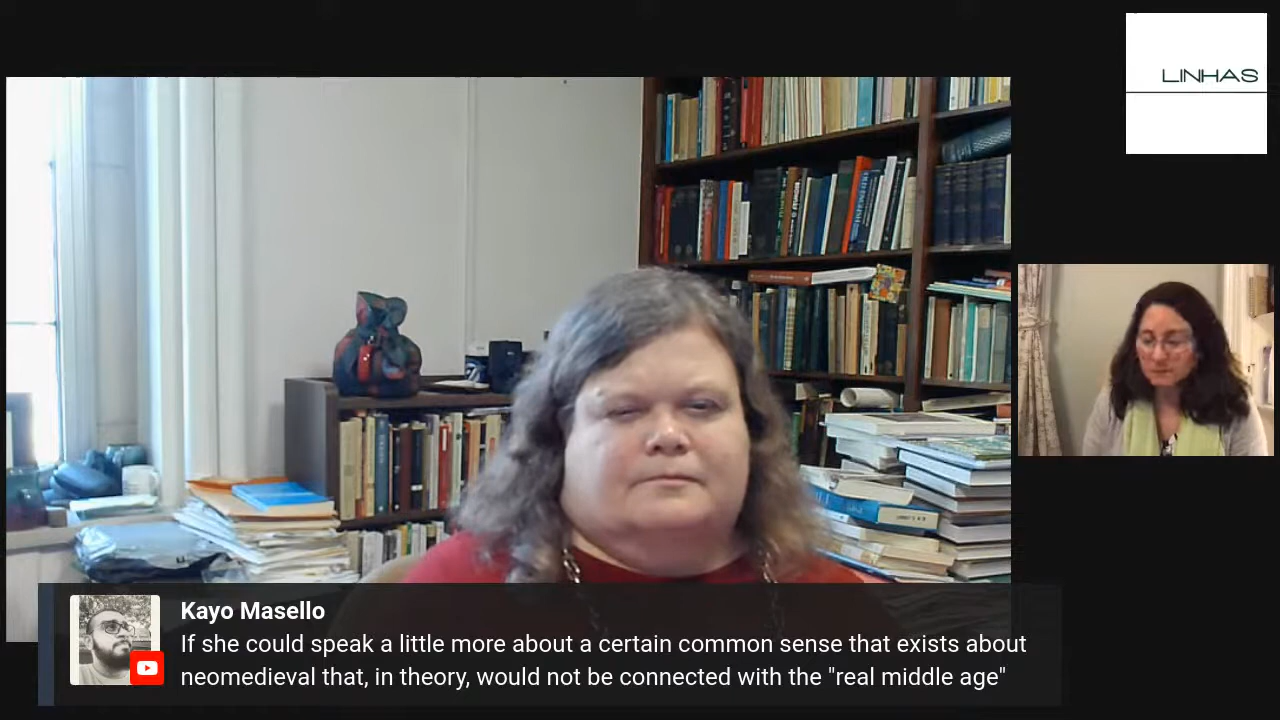 LINHAS
Kayo Masello
If she could speak a little more about a certain common sense that exists about
neomedieval that, in theory, would not be connected with the "real middle age"